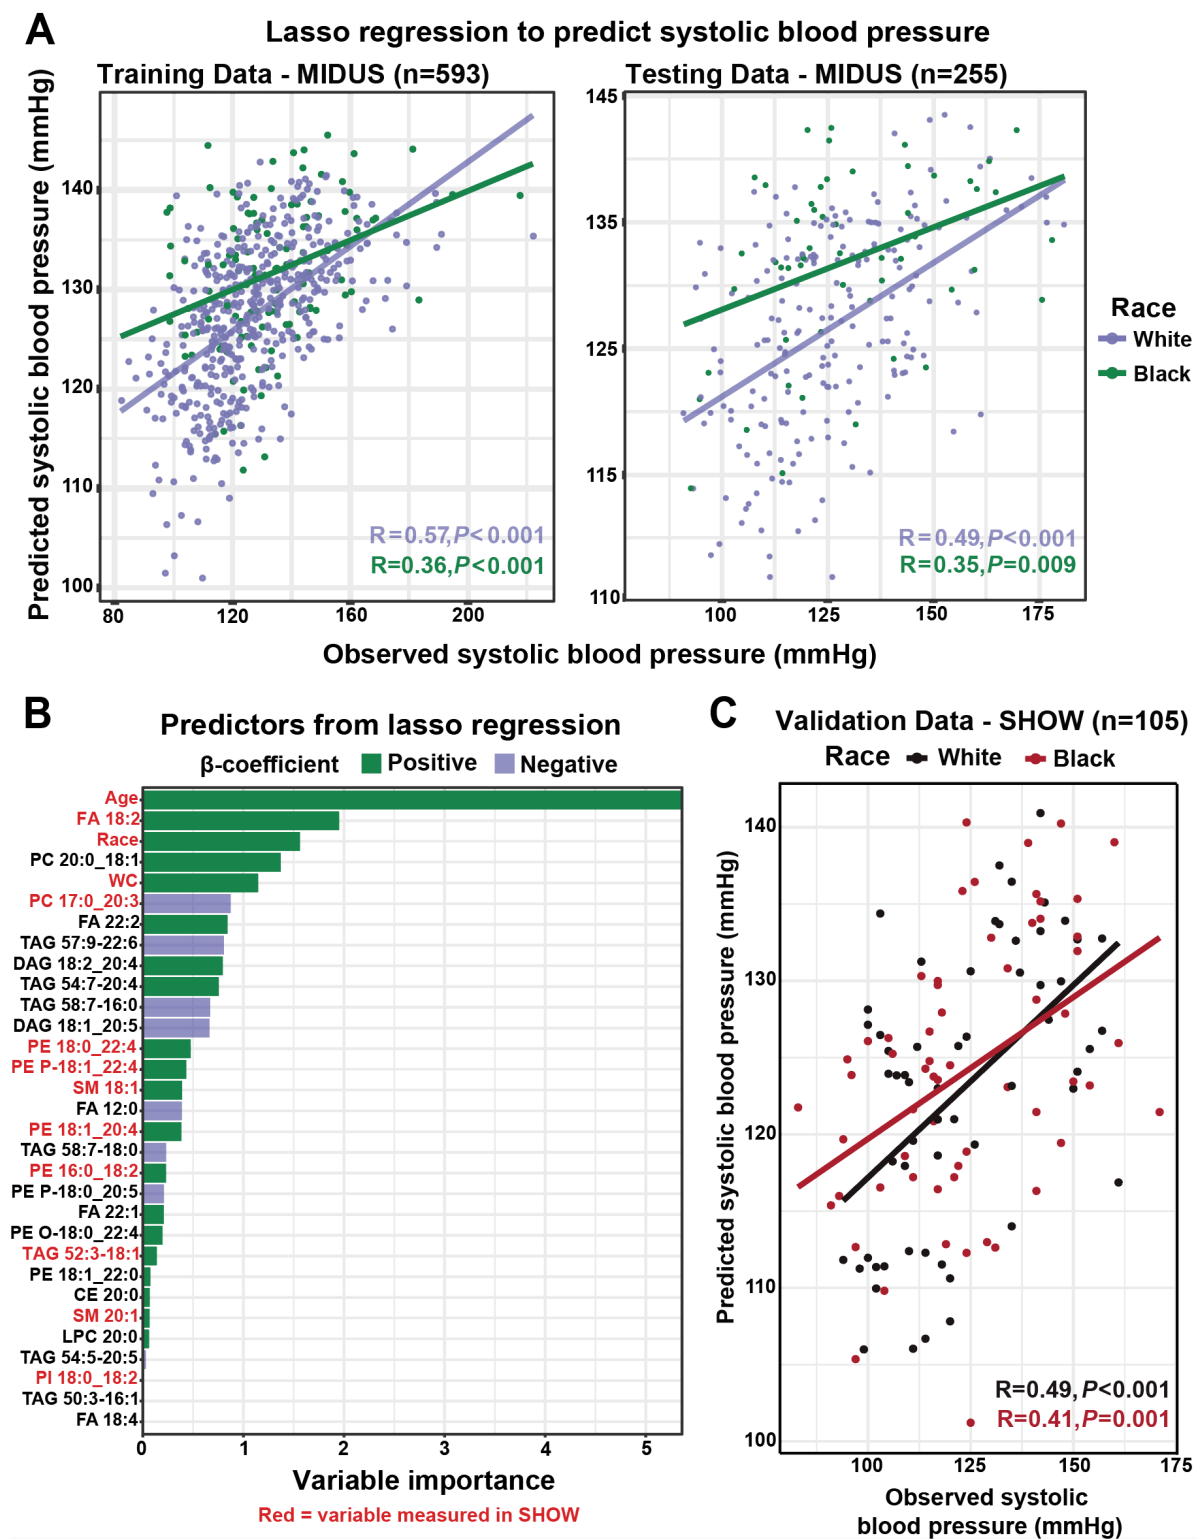 A
Lasso regression to predict systolic blood pressure
Training Data - MIDUS (n=593)
Testing Data - MIDUS (n=255)
Predicted systolic blood pressure (mmHg)
140
130
120
110
100
80
120
160
200
R=0.57, P<0.001
R=0.36, P<0.001
145
135
125
115
110
100
125
150
175
R=0.49, P<0.001
R=0.35, P=0.009
Race
White
Black
Observed systolic blood pressure (mmHg)
B
Predictors from lasso regression
β-coefficient Positive Negative
Age
FA 18:2
Race
PC 20:0_18:1
WC
PC 17:0_20:3
FA 22:2
TAG 57:9-22:6
DAG 18:2_20:4
TAG 54:7-20:4
TAG 58:7-16:0
DAG 18:1_20:5
PE 18:0_22:4
PE P-18:1_22:4
SM 18:1
FA 12:0
PE 18:1_20:4
TAG 58:7-18:0
PE 16:0_18:2
PE P-18:0_20:5
FA 22:1
PE O-18:0_22:4
TAG 52:3-18:1
PE 18:1_22:0
CE 20:0
SM 20:1
LPC 20:0
TAG 54:5-20:5
PI 18:0_18:2
TAG 50:3-16:1
FA 18:4
0
1
2
3
4
5
Variable importance
Red = variable measured in SHOW
C
Validation Data - SHOW (n=105)
Race White Black
Predicted systolic blood pressure (mmHg)
140
130
120
110
100
R=0.49, P<0.001
R=0.41, P=0.001
100
125
150
175
Observed systolic
blood pressure (mmHg)